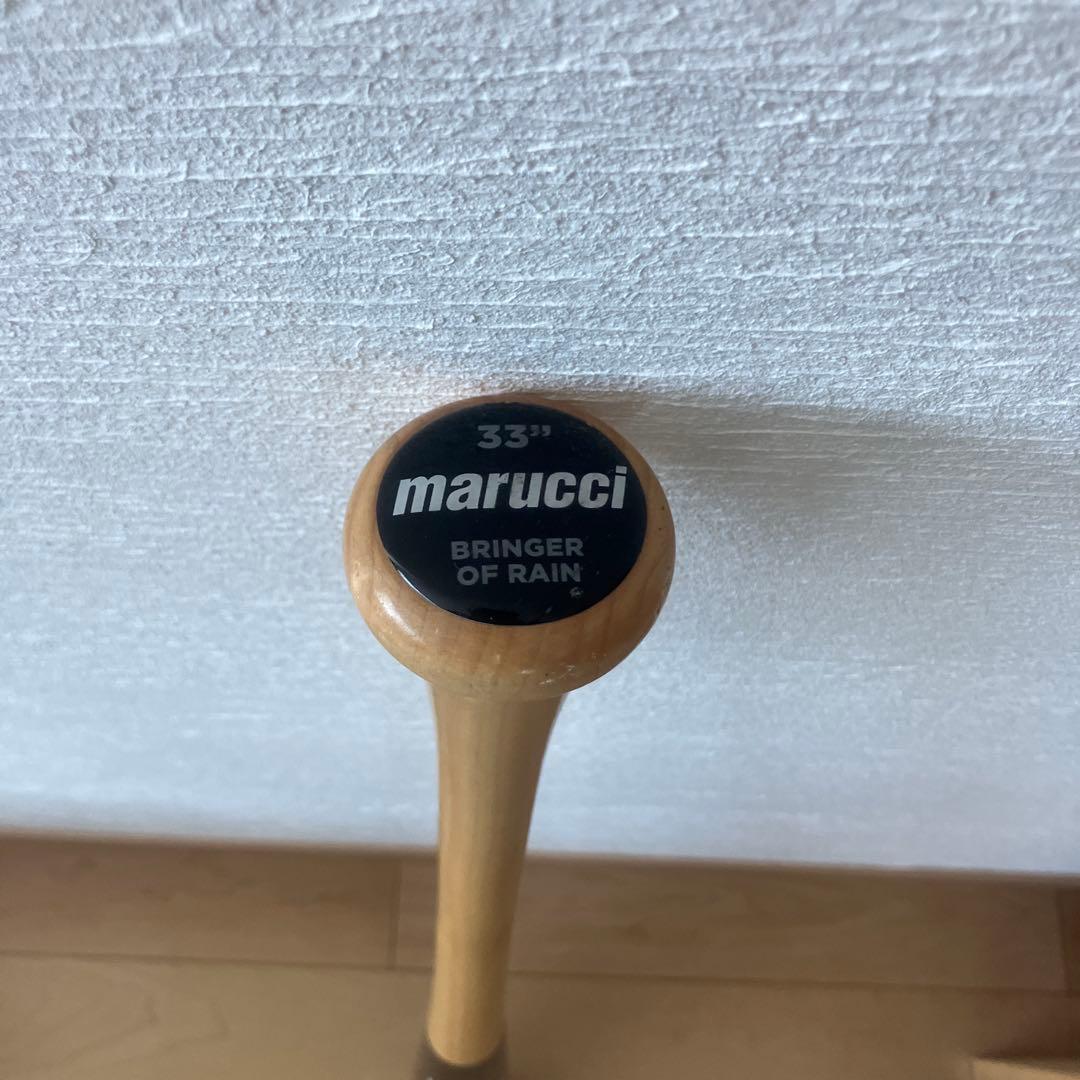 33”
marucci
BRINGER
OF RAIN